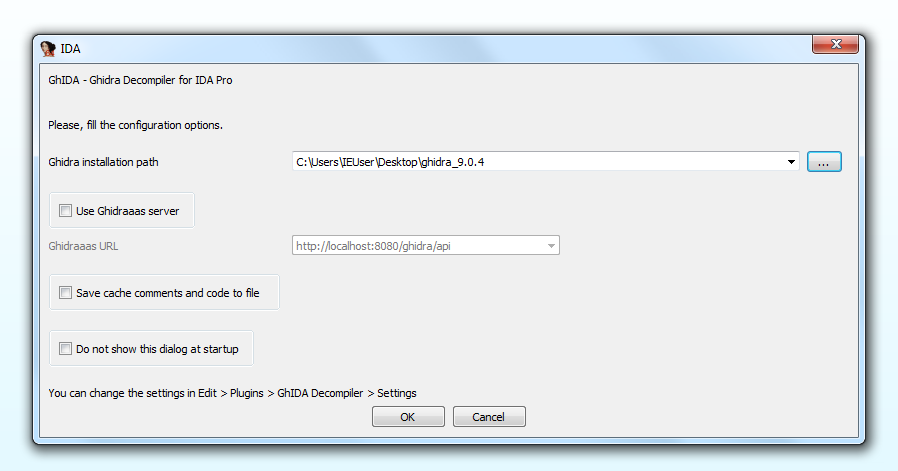 IDA
GhIDA - Ghidra Decompiler for IDA Pro
Please, fill the configuration options.
Ghidra installation path C:\Users\IEUser\Desktop\ghidra_9.0.4 ...
Use Ghidraaas server
Ghidraaas URL http://localhost:8080/ghidra/api
Save cache comments and code to file
Do not show this dialog at startup
You can change the settings in Edit > Plugins > GhIDA Decompiler > Settings
OK Cancel